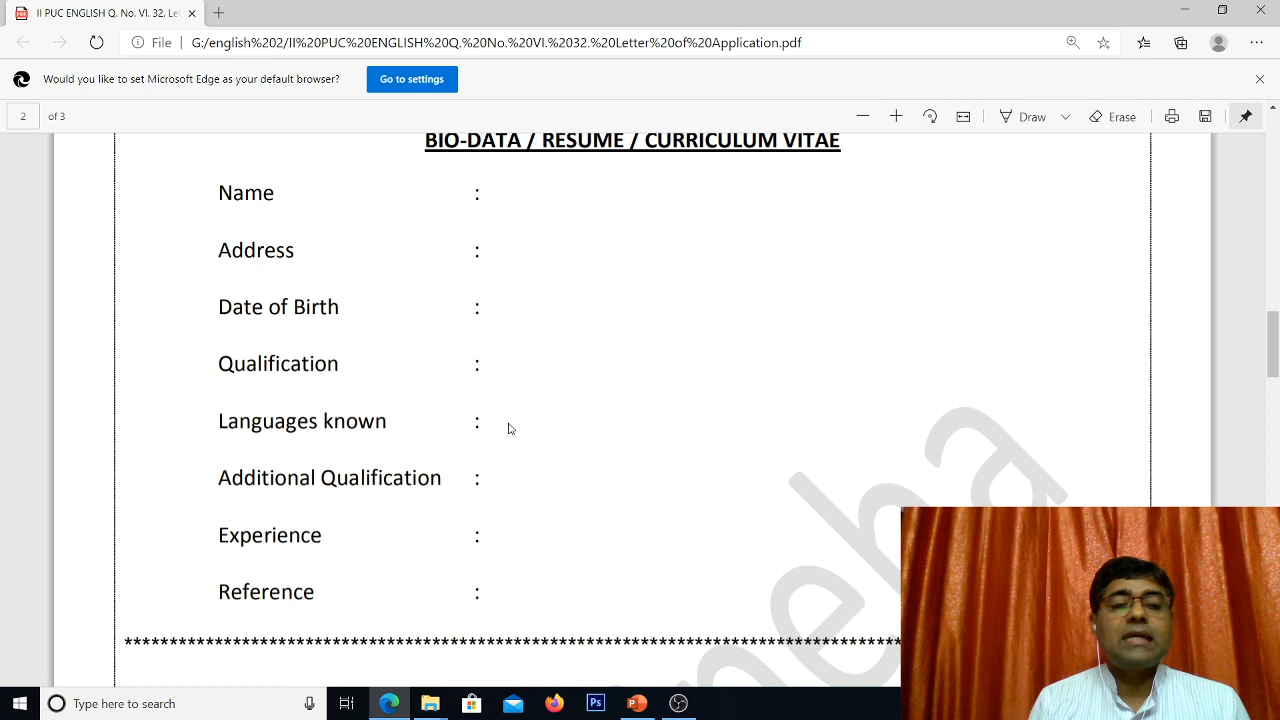 II PUC ENGLISH Q. No. VI. 32. Le
File G:/english%202/II%20PUC%20ENGLISH%20Q.%20No.%20VI.%2032.%20Letter%20of%20Application.pdf
Would you like to set Microsoft Edge as your default browser? Go to settings
2 of 3 Draw Erase
BIO-DATA / RESUME / CURRICULUM VITAE
Name :
Address :
Date of Birth :
Qualification :
Languages known :
Additional Qualification :
Experience :
Reference :
Type here to search